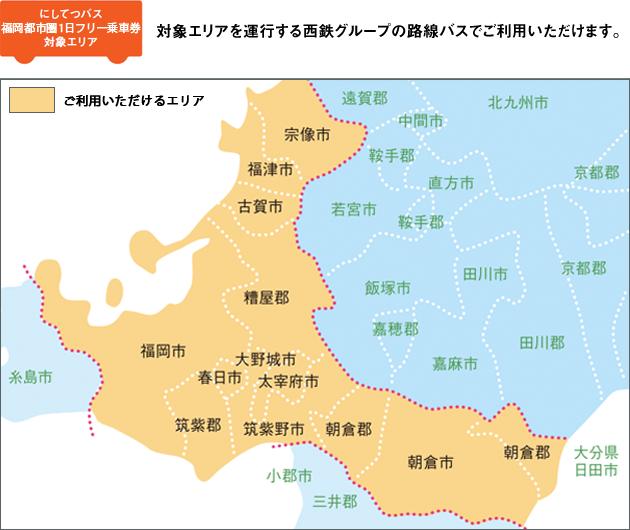 にしてつバス
福岡都市圏1日フリー乗車券
対象エリア
対象エリアを運行する西鉄グループの路線バスでご利用いただけます。
ご利用いただけるエリア
遠賀郡
北九州市
中間市
宗像市
鞍手郡
福津市
京都郡
直方市
古賀市
若宮市
鞍手郡
田川市
京都郡
飯塚市
糟屋郡
嘉穂郡
田川郡
福岡市
大野城市
嘉麻市
糸島市
春日市
太宰府市
筑紫郡
筑紫野市
朝倉郡
朝倉市
朝倉郡
大分県
日田市
小郡市
三井郡